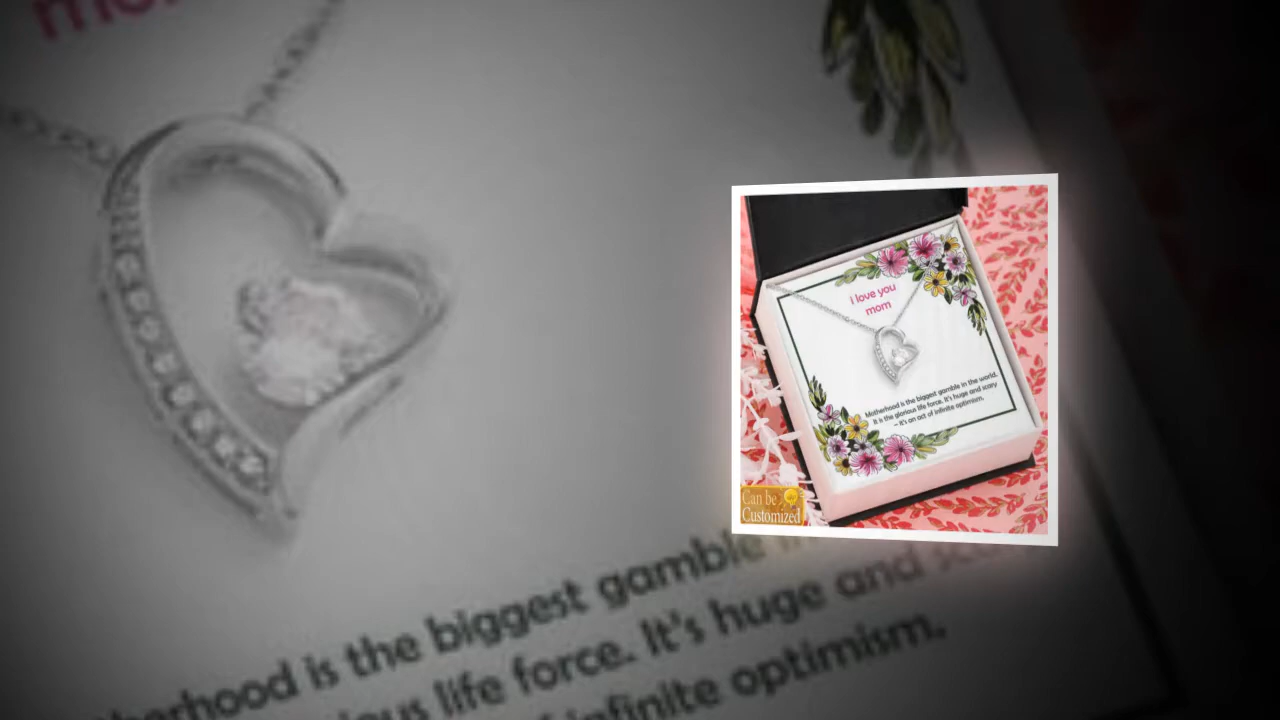 i love you
mom
Motherhood is the biggest gamble in the world.
It is the glorious life force. It's huge and scary
– it's an act of infinite optimism.
Can be
Customized
motherhood is the biggest gamble
life force. It's huge and
infinite optimism.